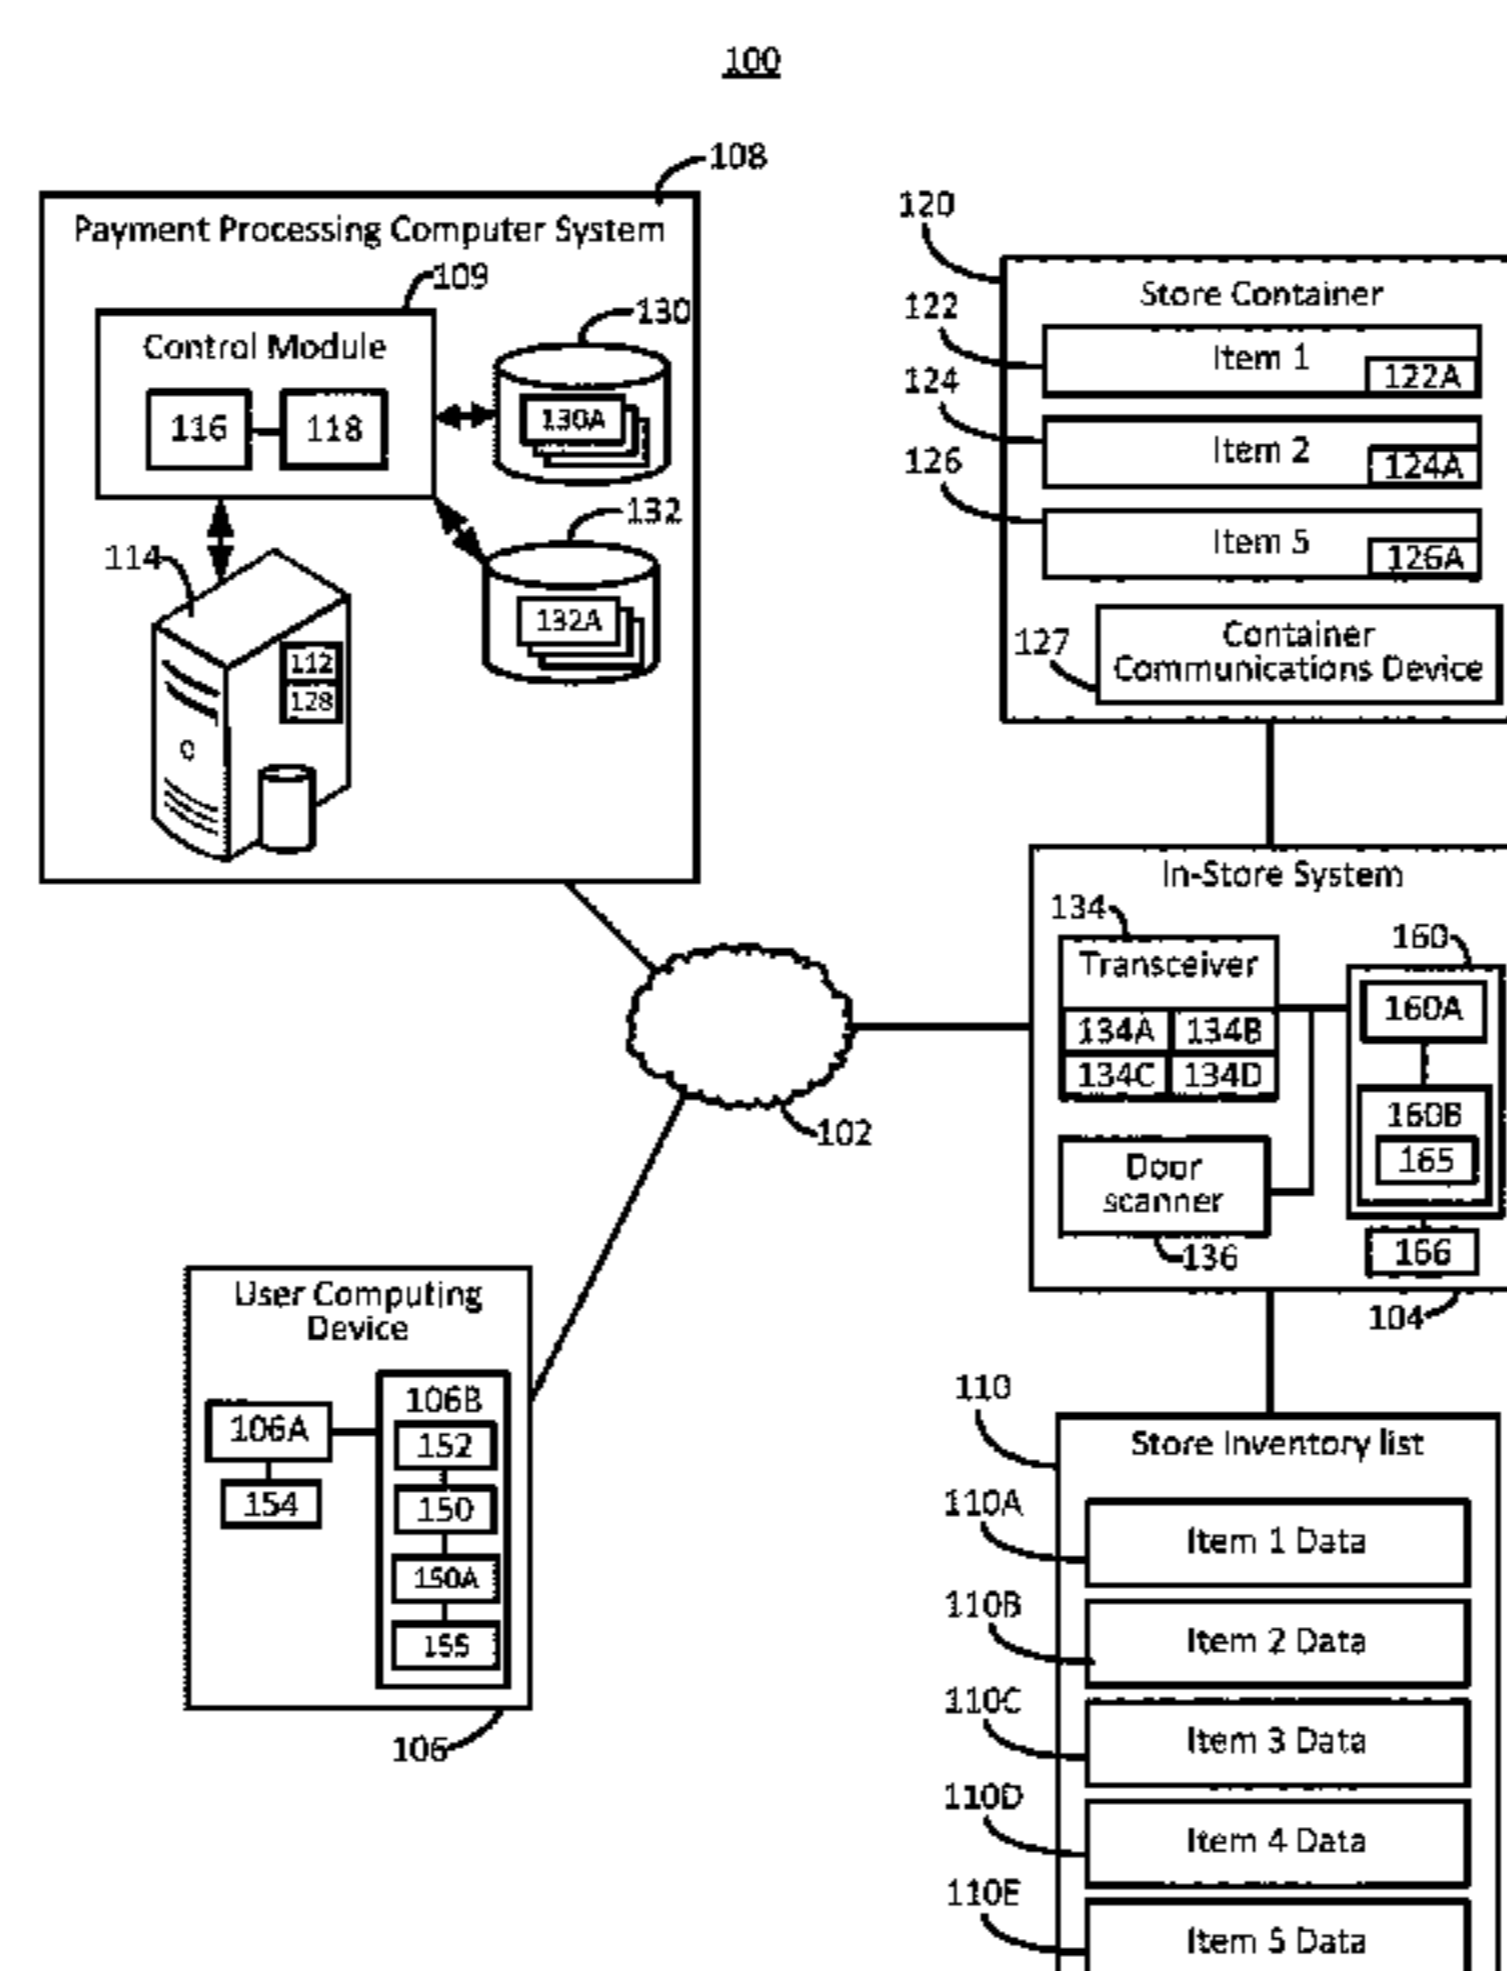 100
108
Payment Processing Computer System
109
Control Module
116
118
130
130A
132
132A
114
112
128
120
Store Container
122
Item 1
122A
124
Item 2
124A
126
Item 5
126A
127
Container
Communications Device
In-Store System
134
Transceiver
134A
134B
134C
134D
160
160A
160B
165
166
Door
scanner
136
104
102
User Computing
Device
106A
154
106B
152
150
150A
155
106
110
Store Inventory list
110A
Item 1 Data
110B
Item 2 Data
110C
Item 3 Data
110D
Item 4 Data
110E
Item 5 Data